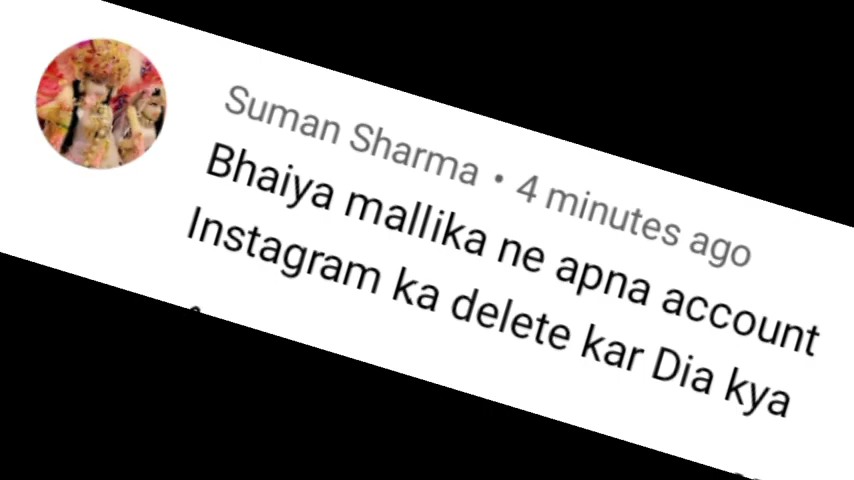 Suman Sharma • 4 minutes ago
Bhaiya mallika ne apna account
Instagram ka delete kar Dia kya